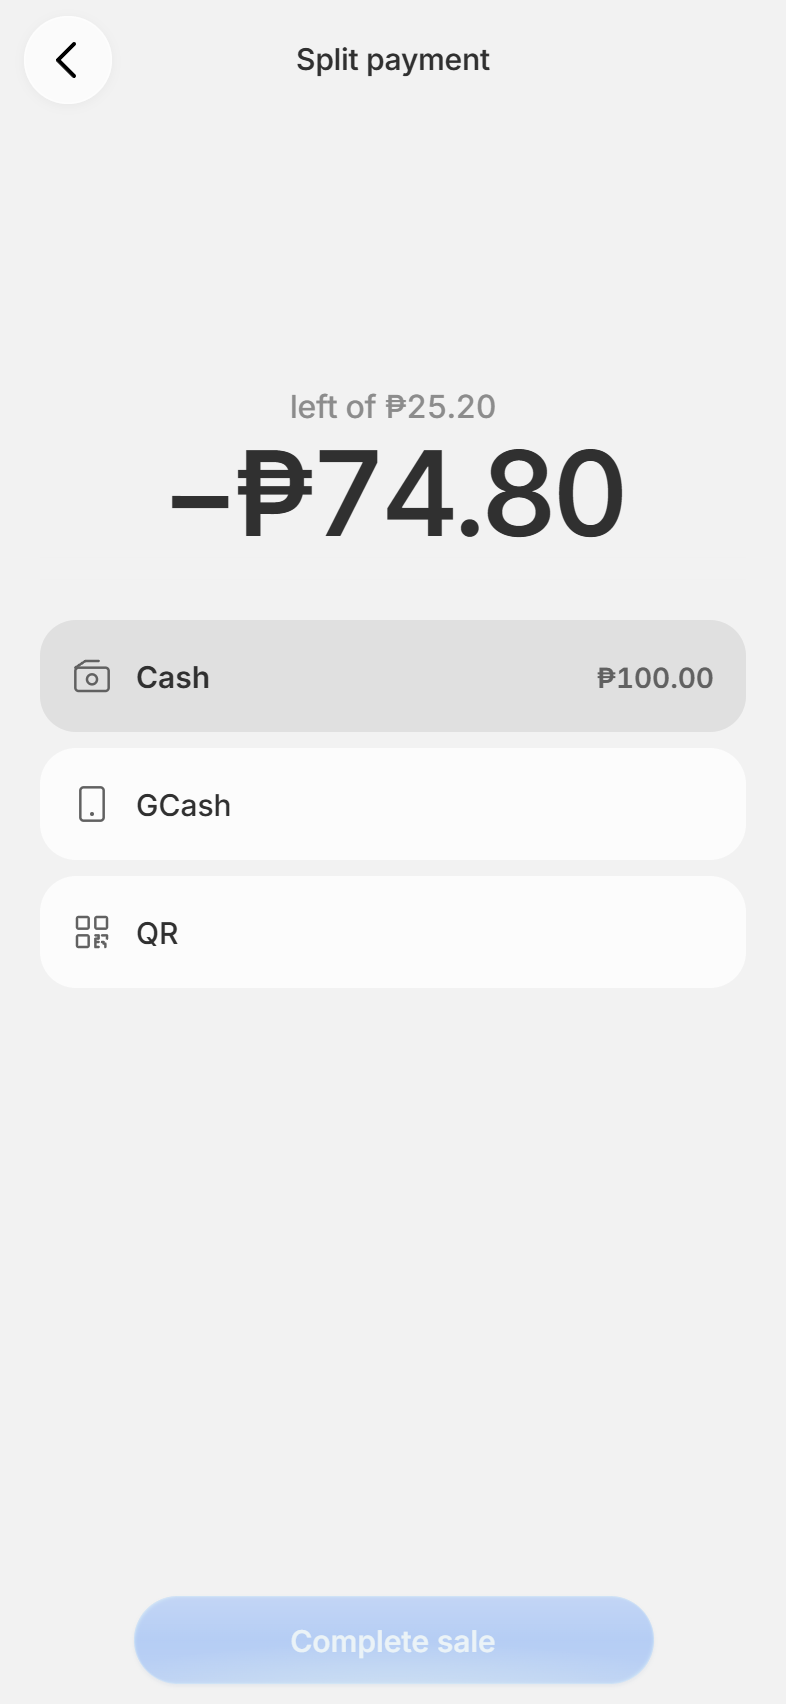 Split payment
left of ₱25.20
−₱74.80
Cash ₱100.00
GCash
QR
Complete sale